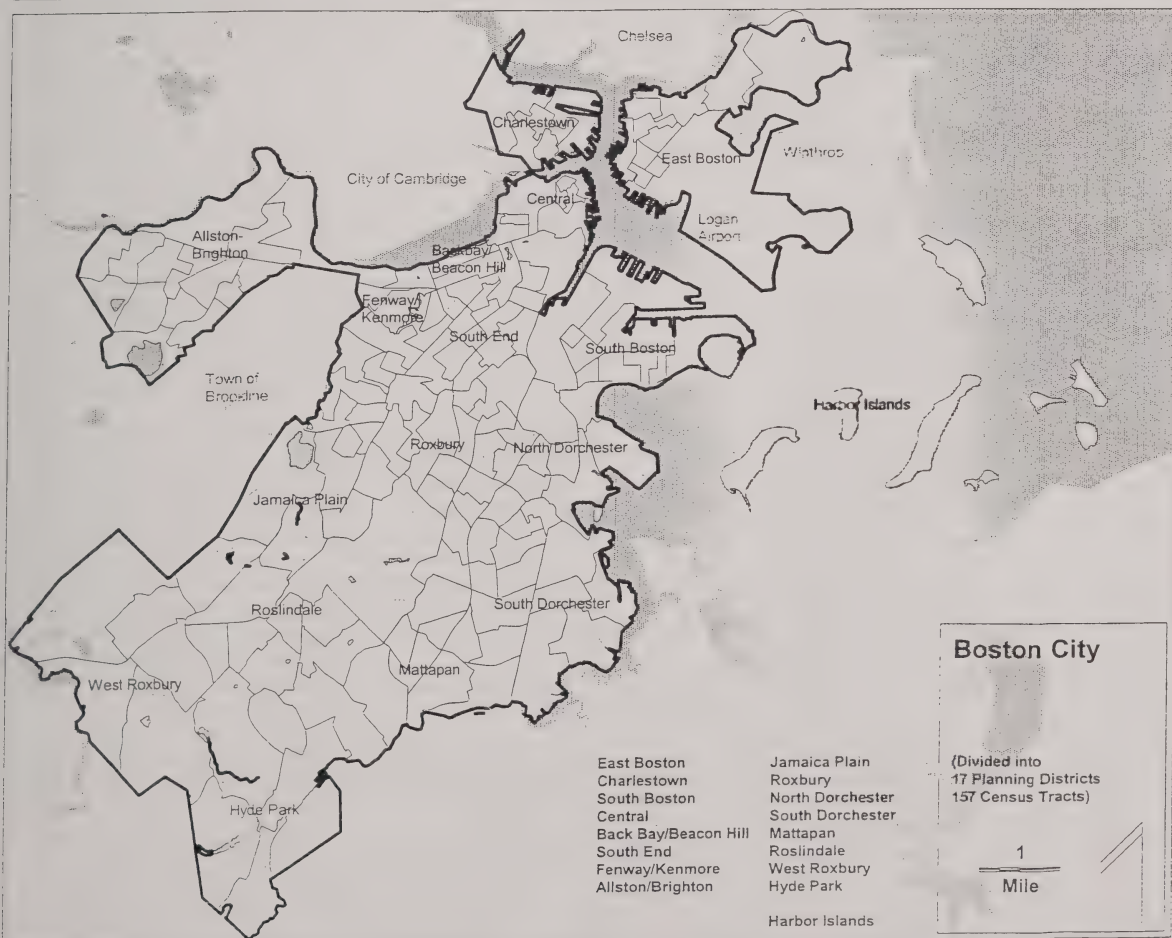 Chelsea
Charlestown
East Boston
Winthrop
City of Cambridge
Central
Logan
Airport
Allston-
Brighton
Backbay/
Beacon Hill
Fenway/
Kenmore
South End
South Boston
Town of
Brookline
Harbor Islands
Roxbury
North Dorchester
Jamaica Plain
Roslindale
South Dorchester
Mattapan
West Roxbury
Hyde Park
East Boston
Charlestown
South Boston
Central
Back Bay/Beacon Hill
South End
Fenway/Kenmore
Allston/Brighton
Jamaica Plain
Roxbury
North Dorchester
South Dorchester
Mattapan
Roslindale
West Roxbury
Hyde Park
Harbor Islands
Boston City
(Divided into
17 Planning Districts
157 Census Tracts)
1
Mile